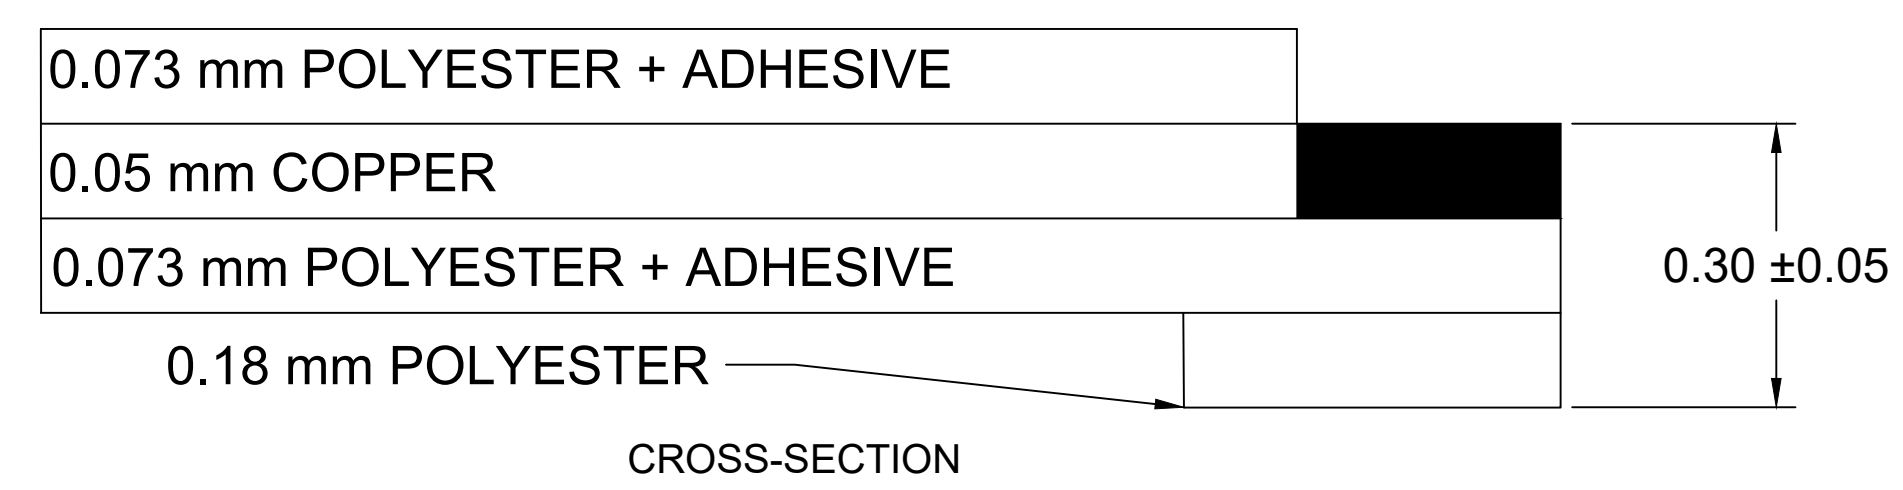 0.073 mm POLYESTER + ADHESIVE
0.05 mm COPPER
0.073 mm POLYESTER + ADHESIVE
0.30 ±0.05
0.18 mm POLYESTER
CROSS-SECTION